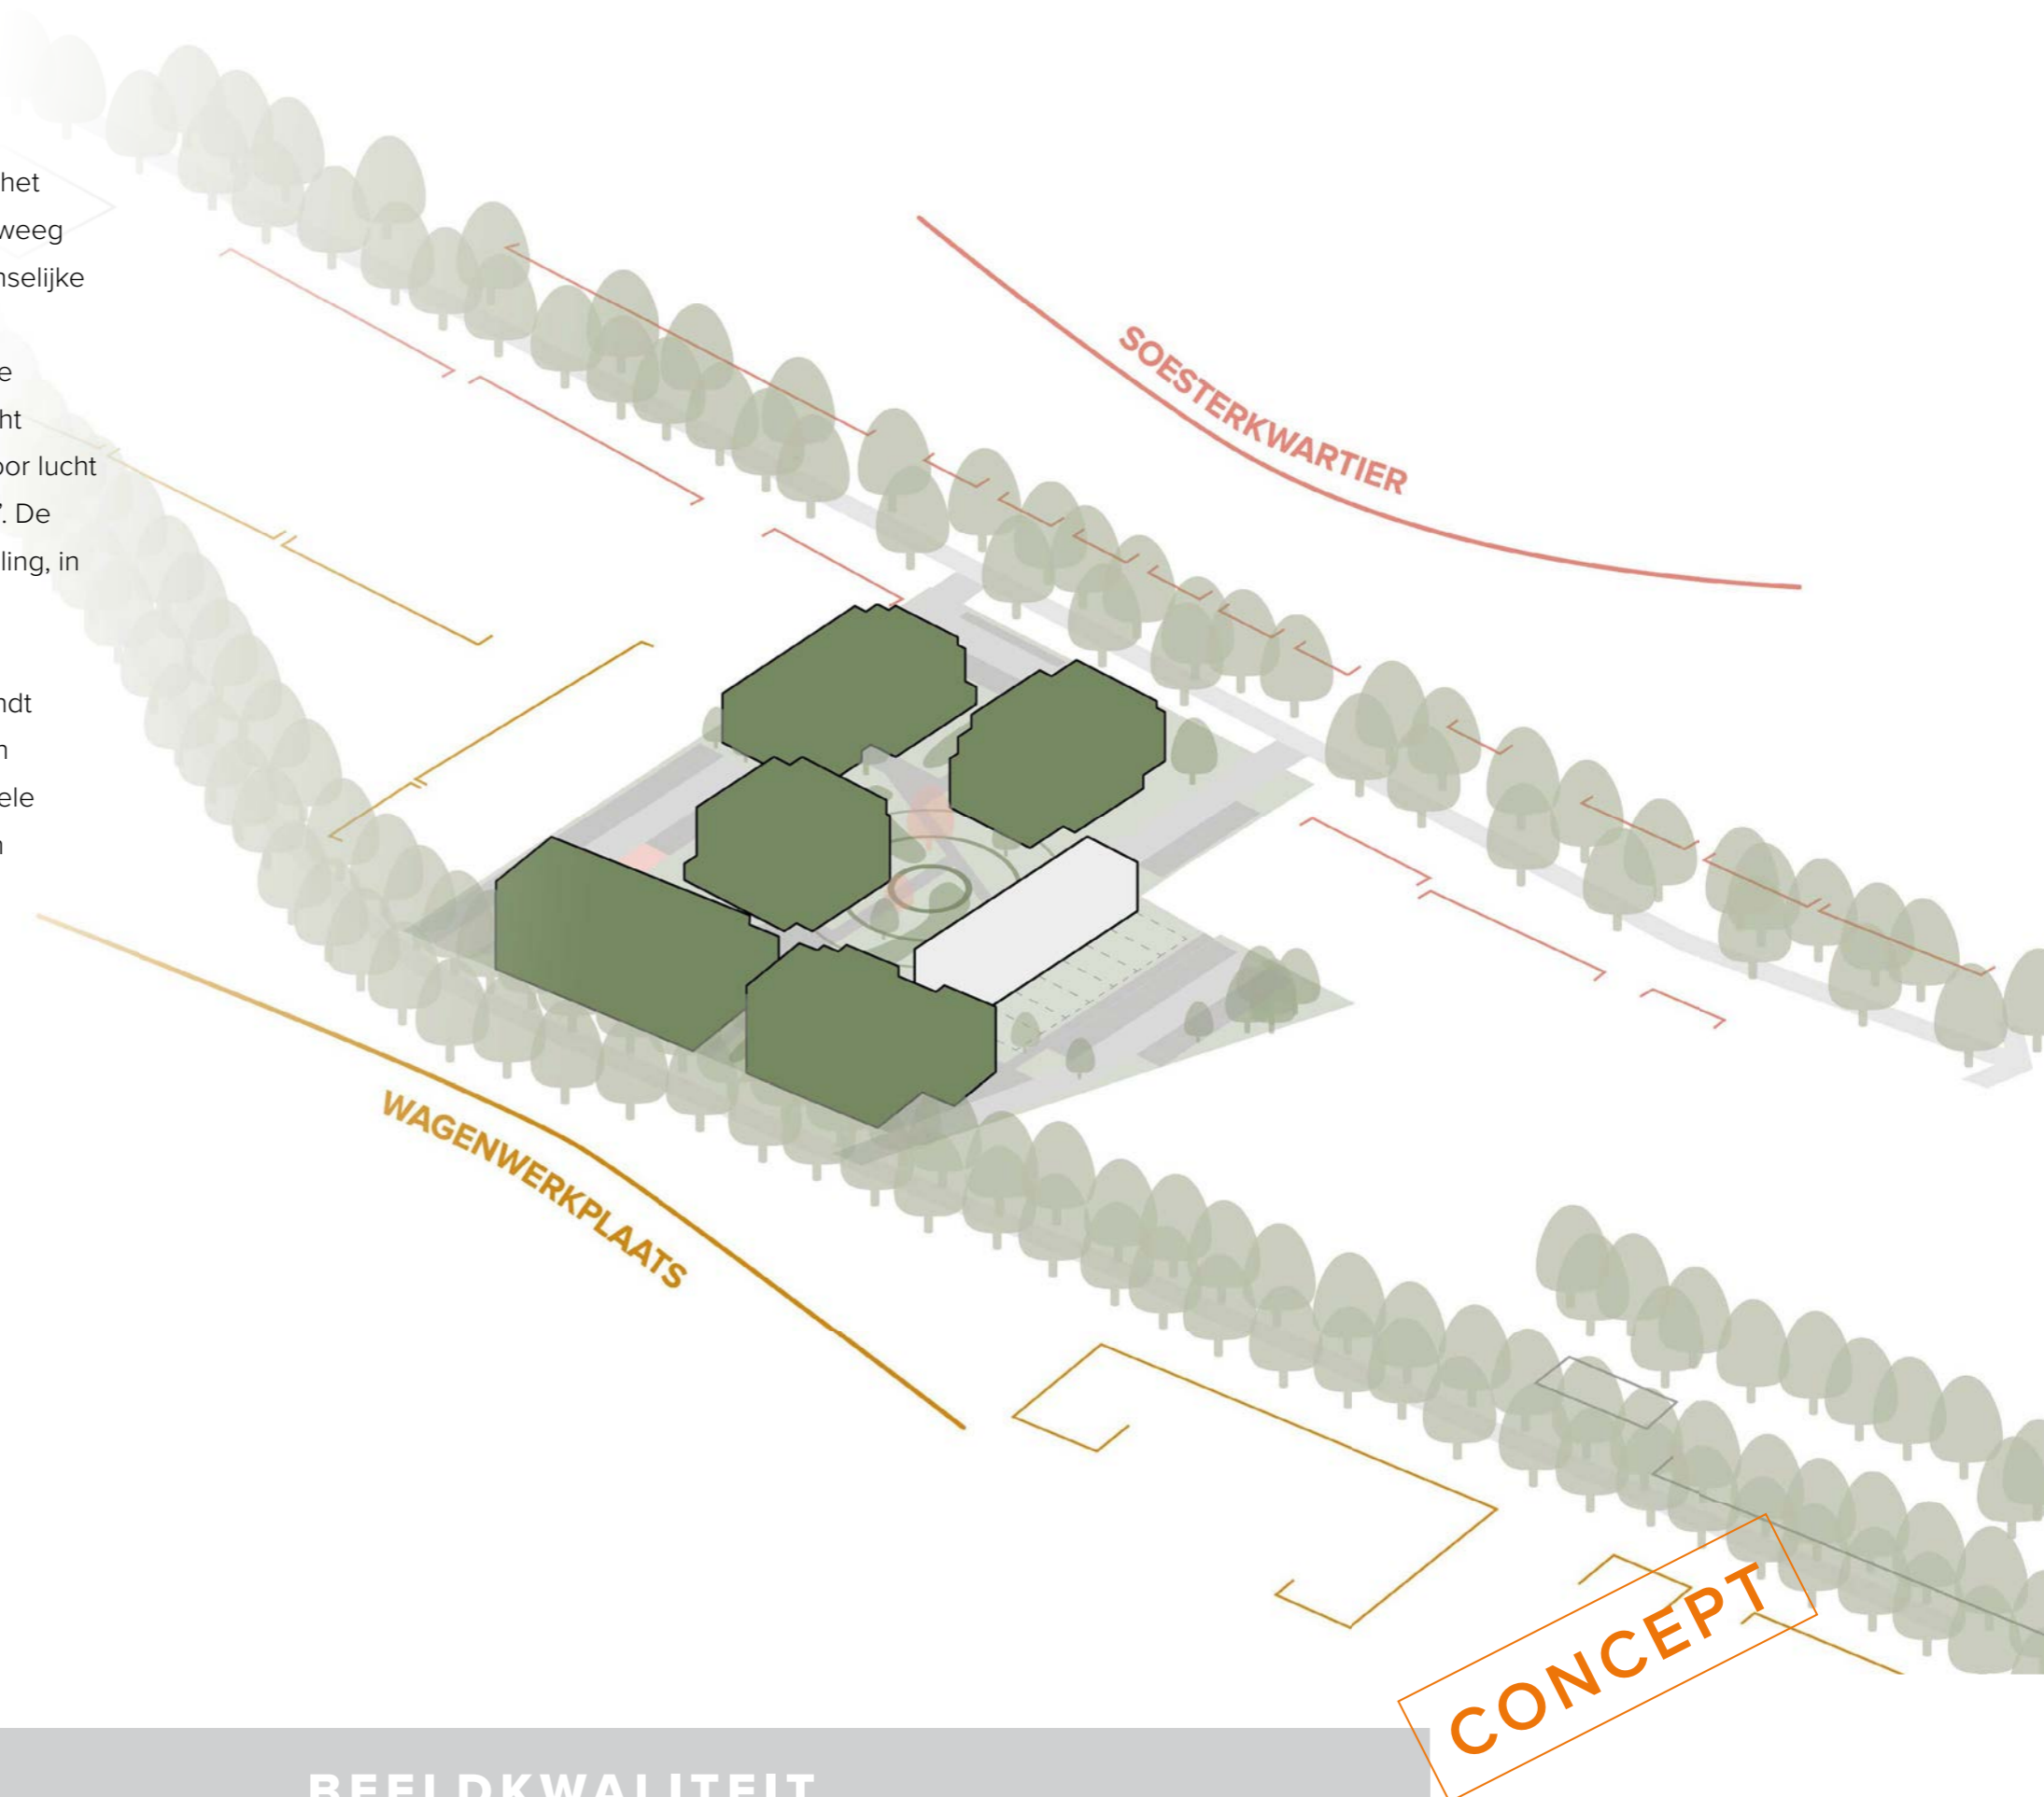 het
weeg
nselijke
e
ht
oor lucht
’. De
ling, in
ndt
n
ele
n
SOESTERKWARTIER
WAGENWERKPLAATS
CONCEPT
BEELDKWALITEIT